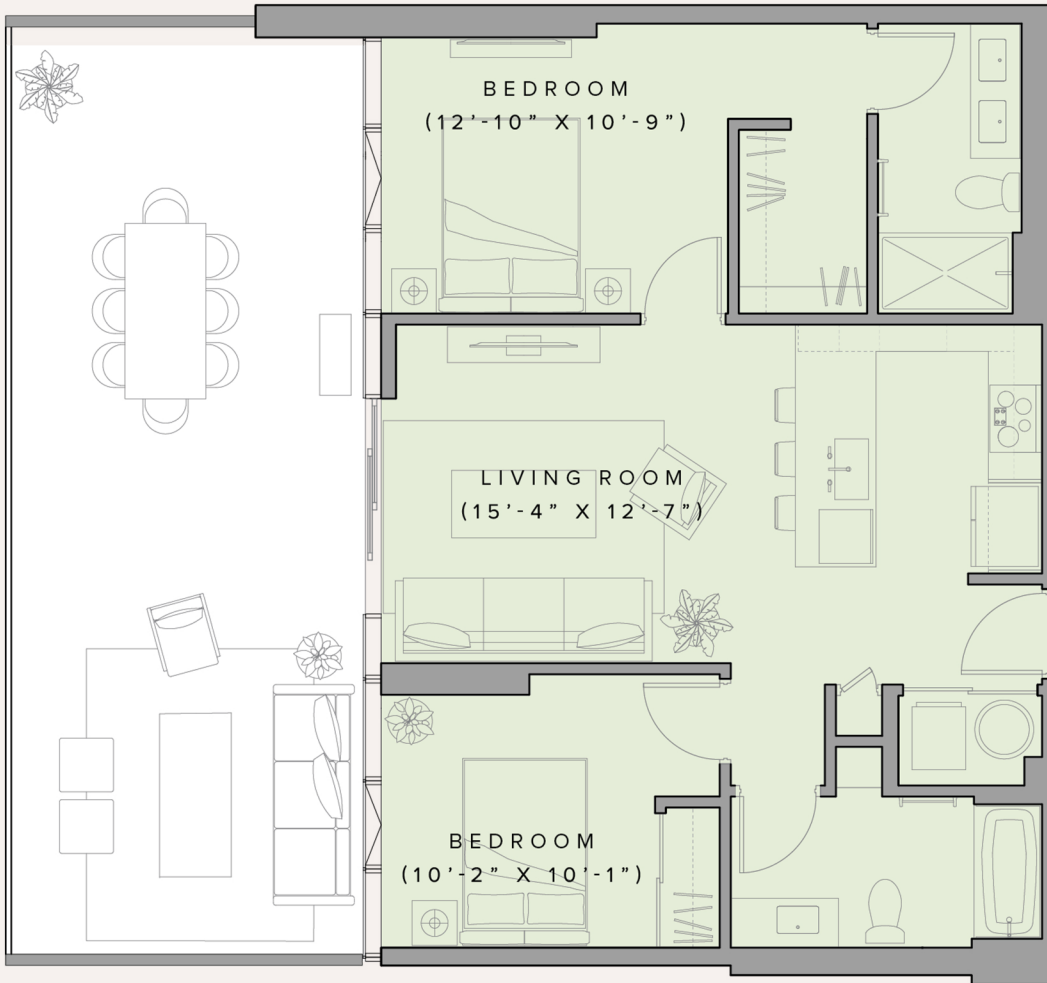 BEDROOM
(12’-10” X 10’-9”)
LIVING ROOM
(15’-4” X 12’-7”)
BEDROOM
(10’-2” X 10’-1”)